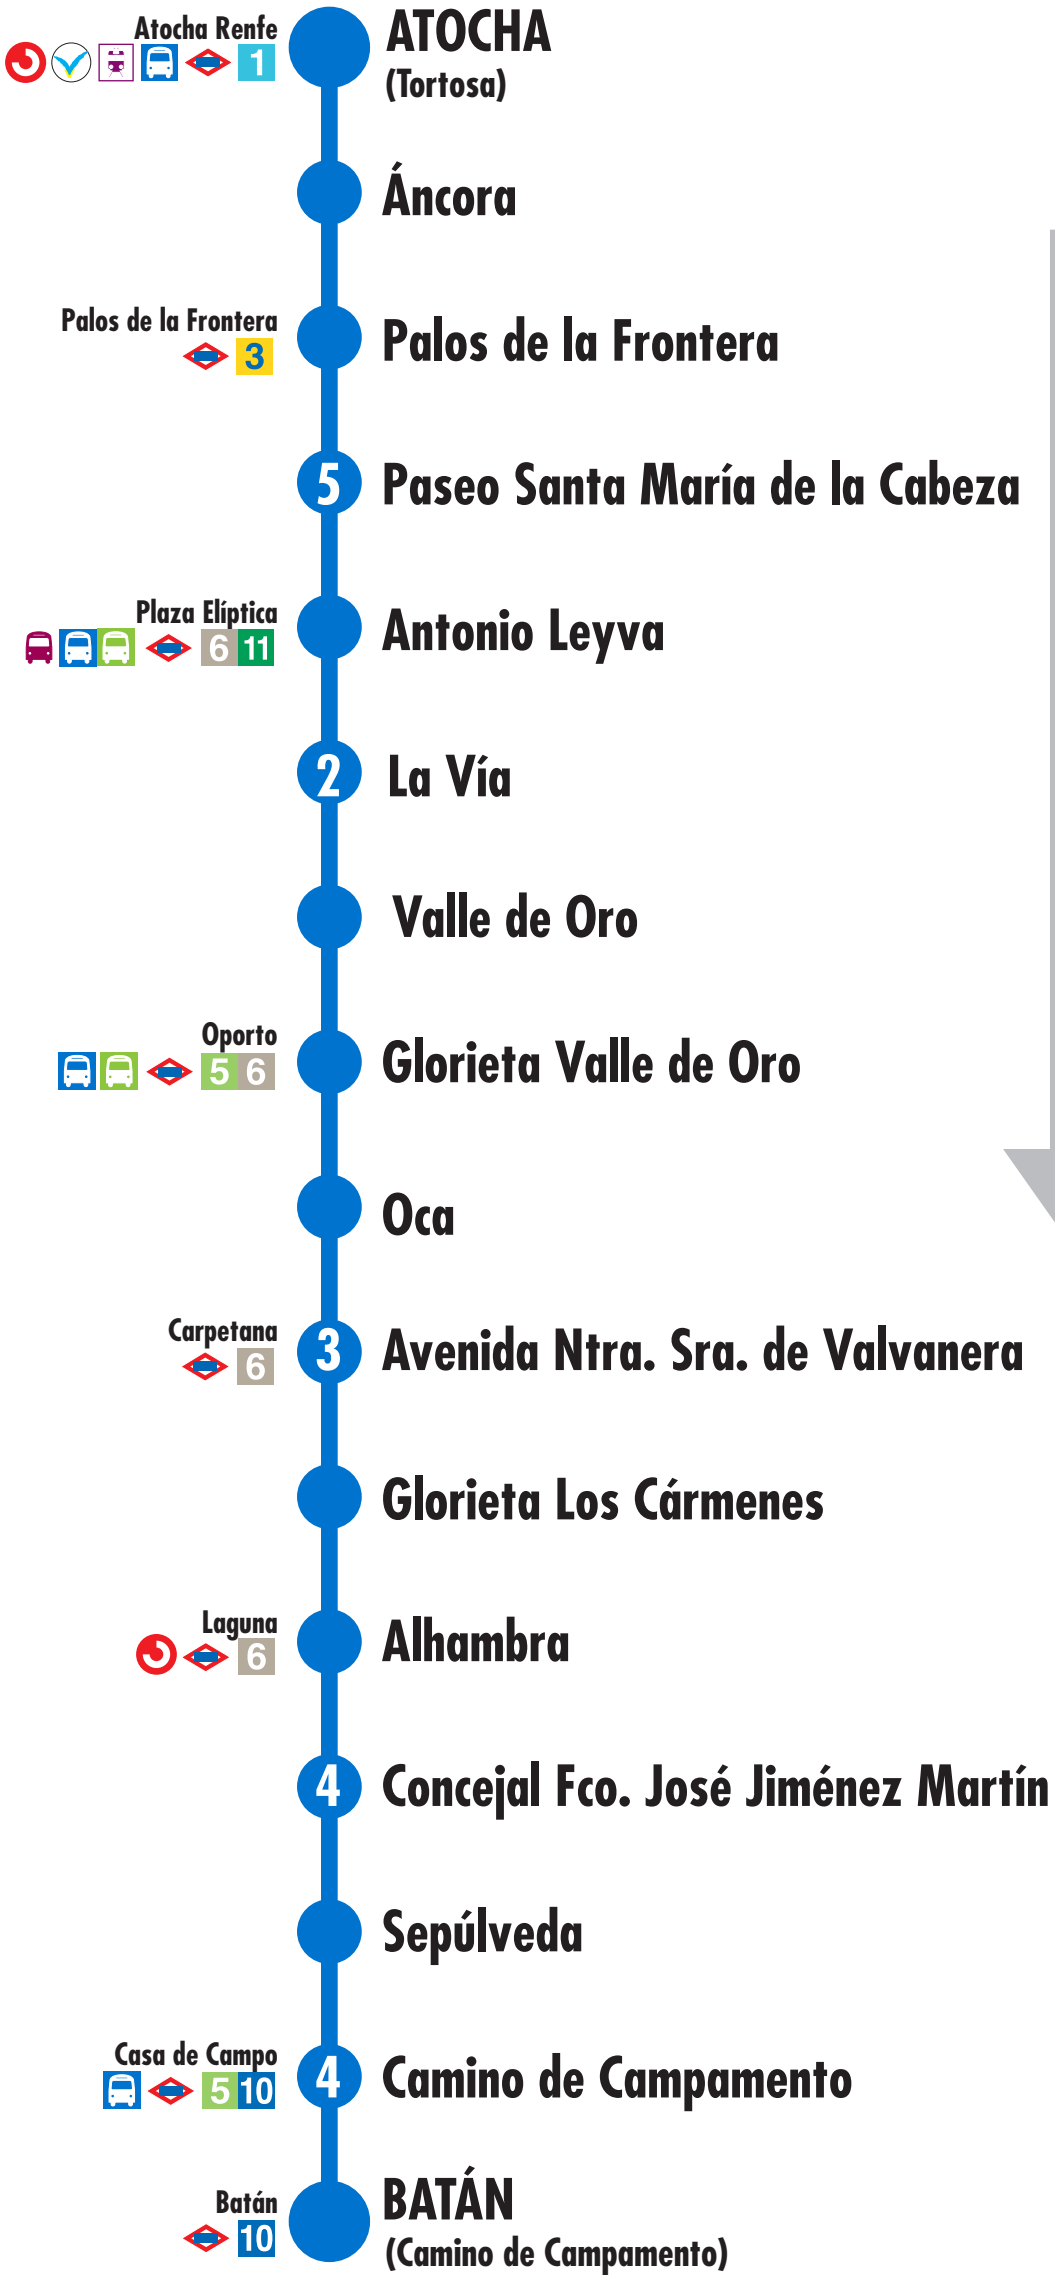 Atocha Renfe
1
ATOCHA
(Tortosa)
Áncora
Palos de la Frontera
3
Palos de la Frontera
5
Paseo Santa María de la Cabeza
Plaza Elíptica
6 11
Antonio Leyva
2
La Vía
Valle de Oro
Oporto
5 6
Glorieta Valle de Oro
Oca
Carpetana
6
3
Avenida Ntra. Sra. de Valvanera
Glorieta Los Cármenes
Laguna
6
Alhambra
4
Concejal Fco. José Jiménez Martín
Sepúlveda
Casa de Campo
5 10
4
Camino de Campamento
Batán
10
BATÁN
(Camino de Campamento)